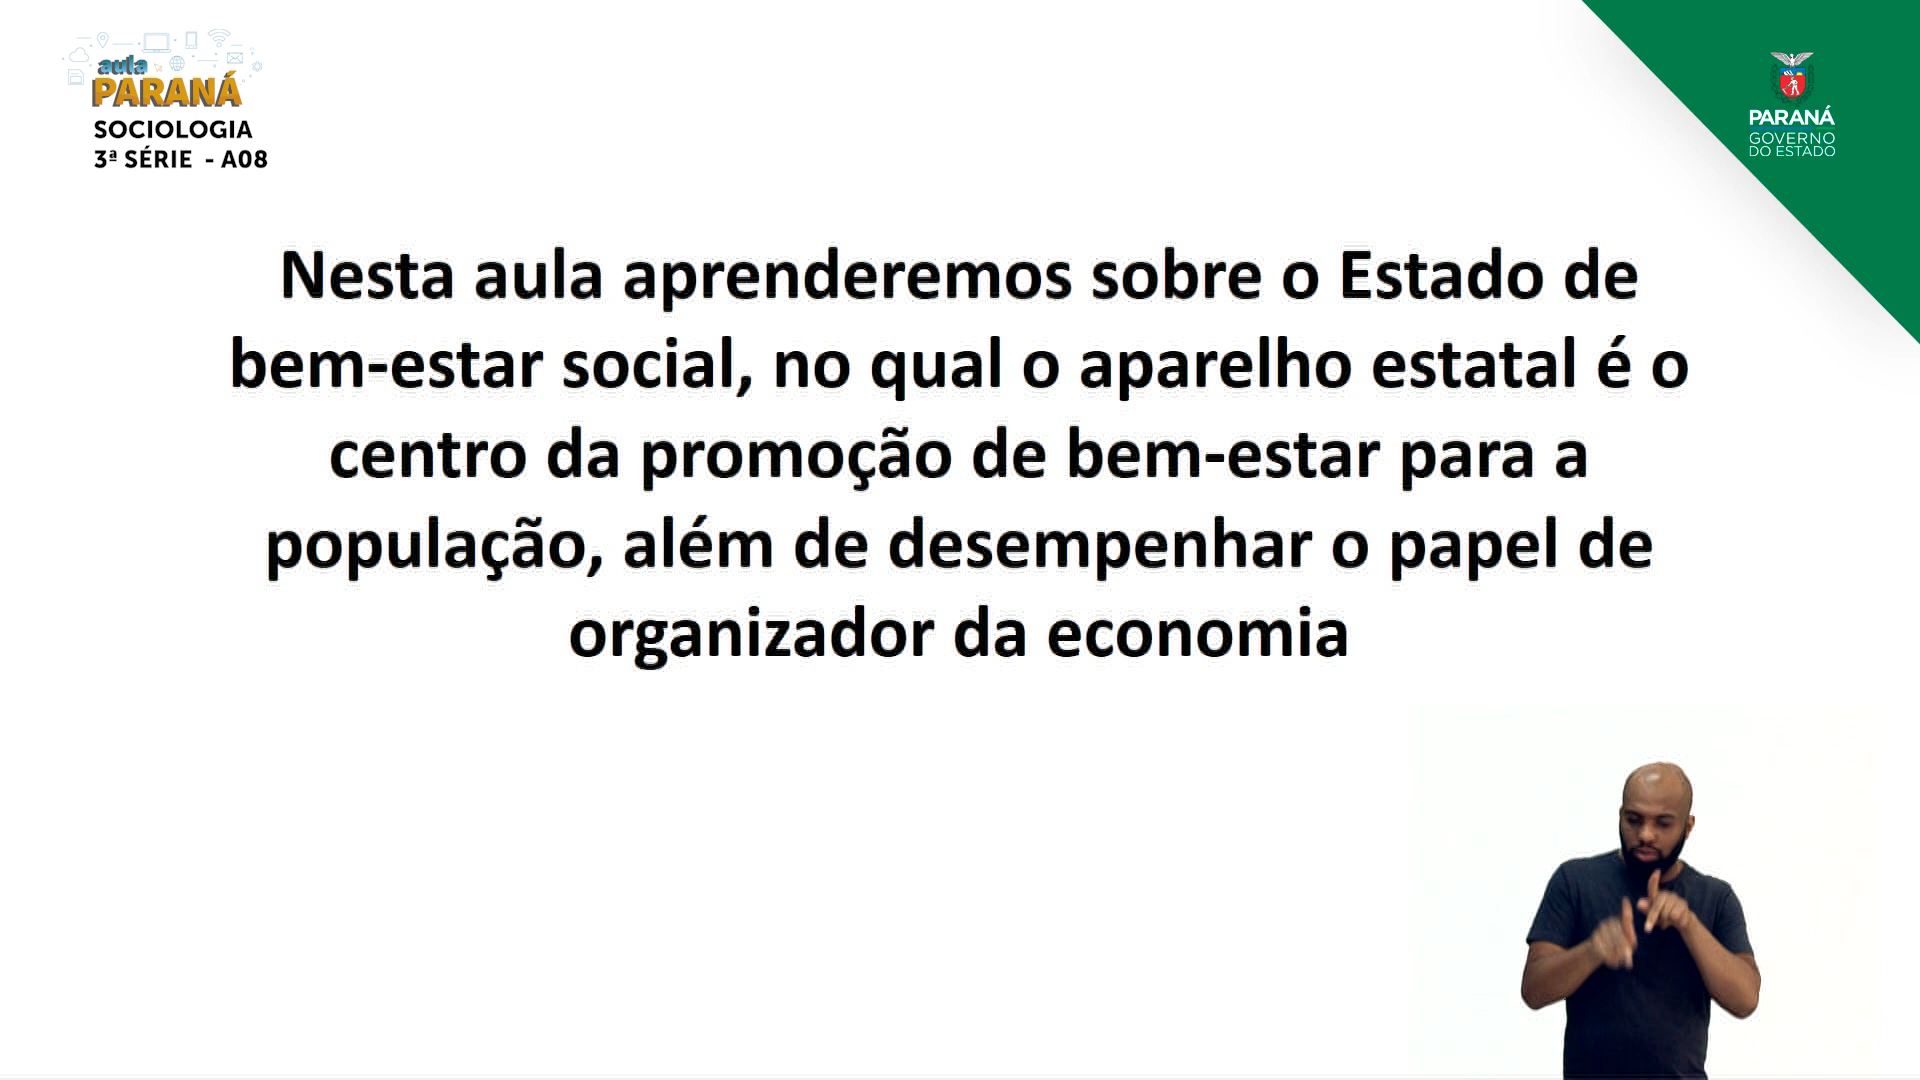 aula
PARANÁ
SOCIOLOGIA
3ª SÉRIE - A08
PARANÁ
GOVERNO
DO ESTADO
Nesta aula aprenderemos sobre o Estado de
bem-estar social, no qual o aparelho estatal é o
centro da promoção de bem-estar para a
população, além de desempenhar o papel de
organizador da economia